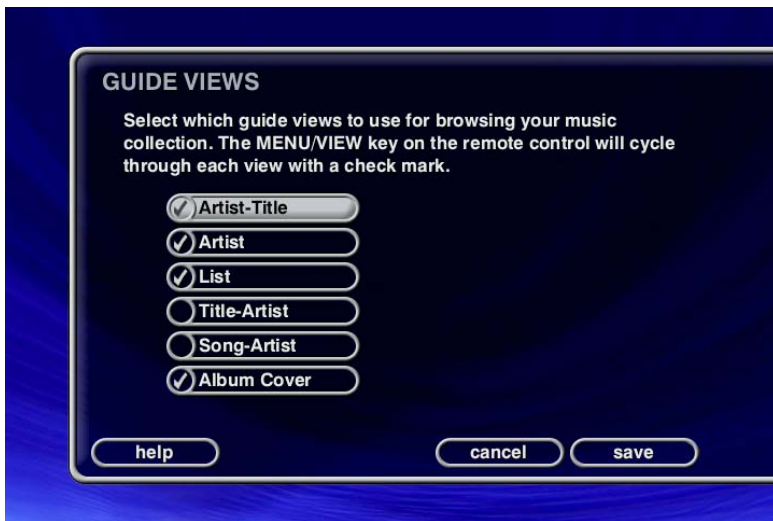 GUIDE VIEWS
Select which guide views to use for browsing your music
collection. The MENU/VIEW key on the remote control will cycle
through each view with a check mark.
Artist-Title
Artist
List
Title-Artist
Song-Artist
Album Cover
help
cancel
save